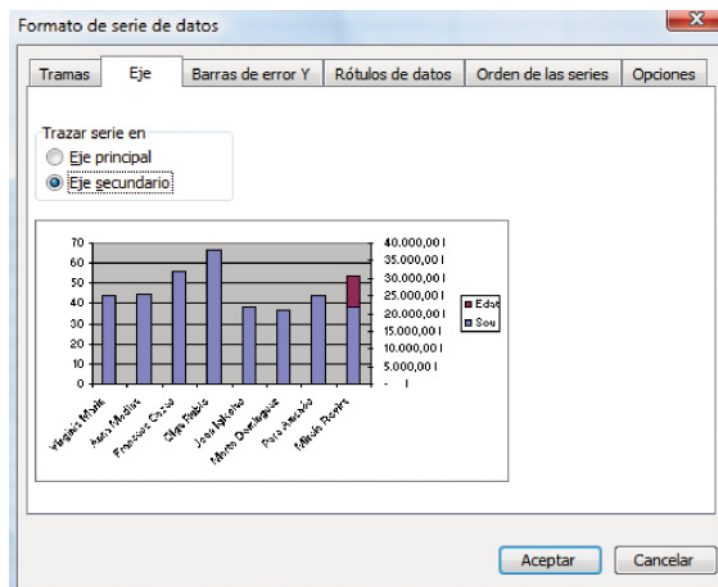 Formato de serie de datos
X
Tramas Eje Barras de error Y Rótulos de datos Orden de las series Opciones
Trazar serie en
Eje principal
Eje secundario
70 40.000,00 l
60 35.000,00 l
50 30.000,00 l
40 25.000,00 l
30 20.000,00 l
20 15.000,00 l
10 10.000,00 l
0 5.000,00 l
- l
Edat
Sou
Olga
Joan
Pere
Aceptar Cancelar